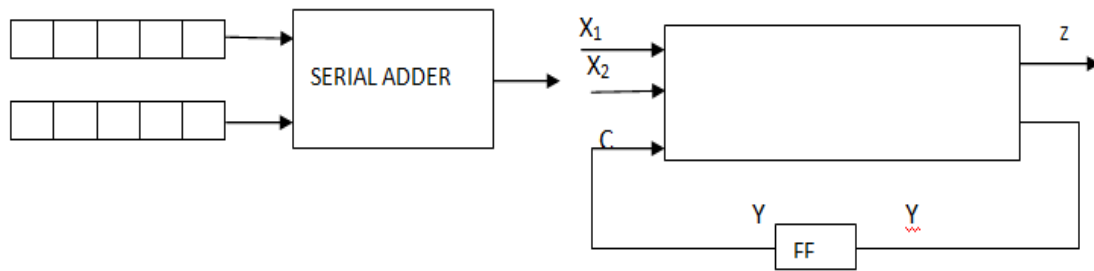 SERIAL ADDER
X₁
X₂
C
z
Y
FF
Y